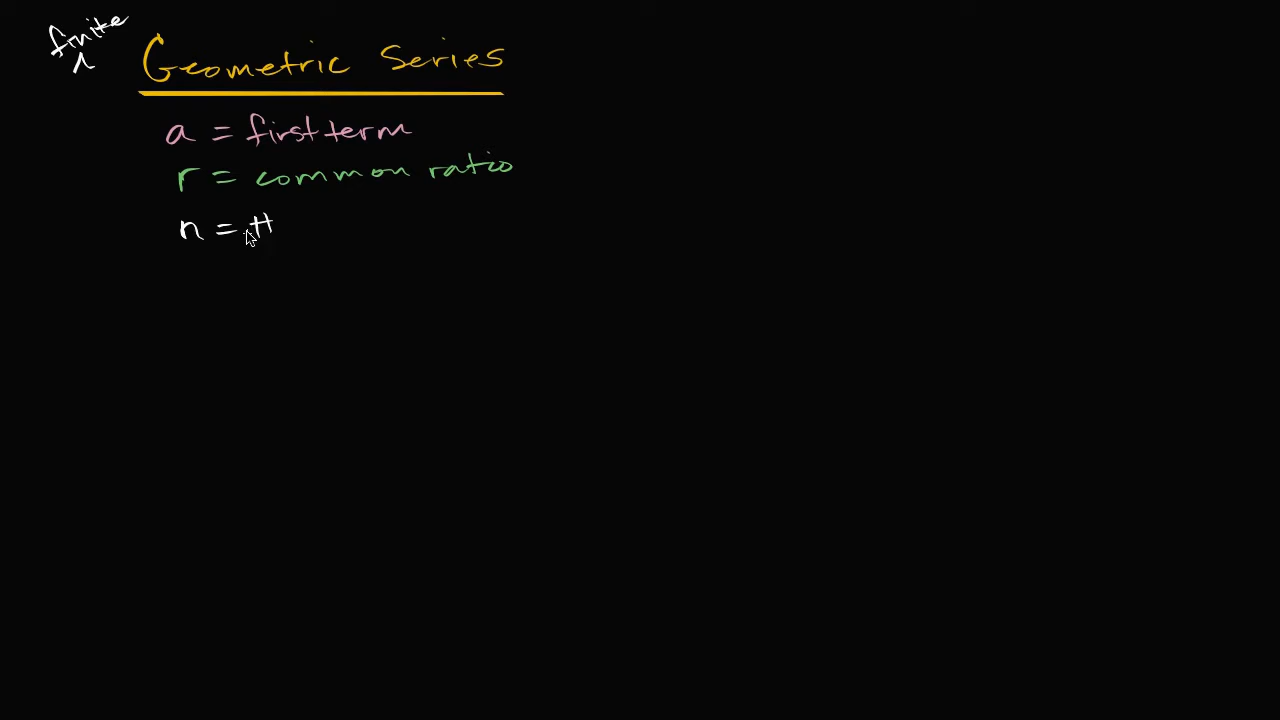 finite
Geometric Series
a = first term
r = common ratio
n = #